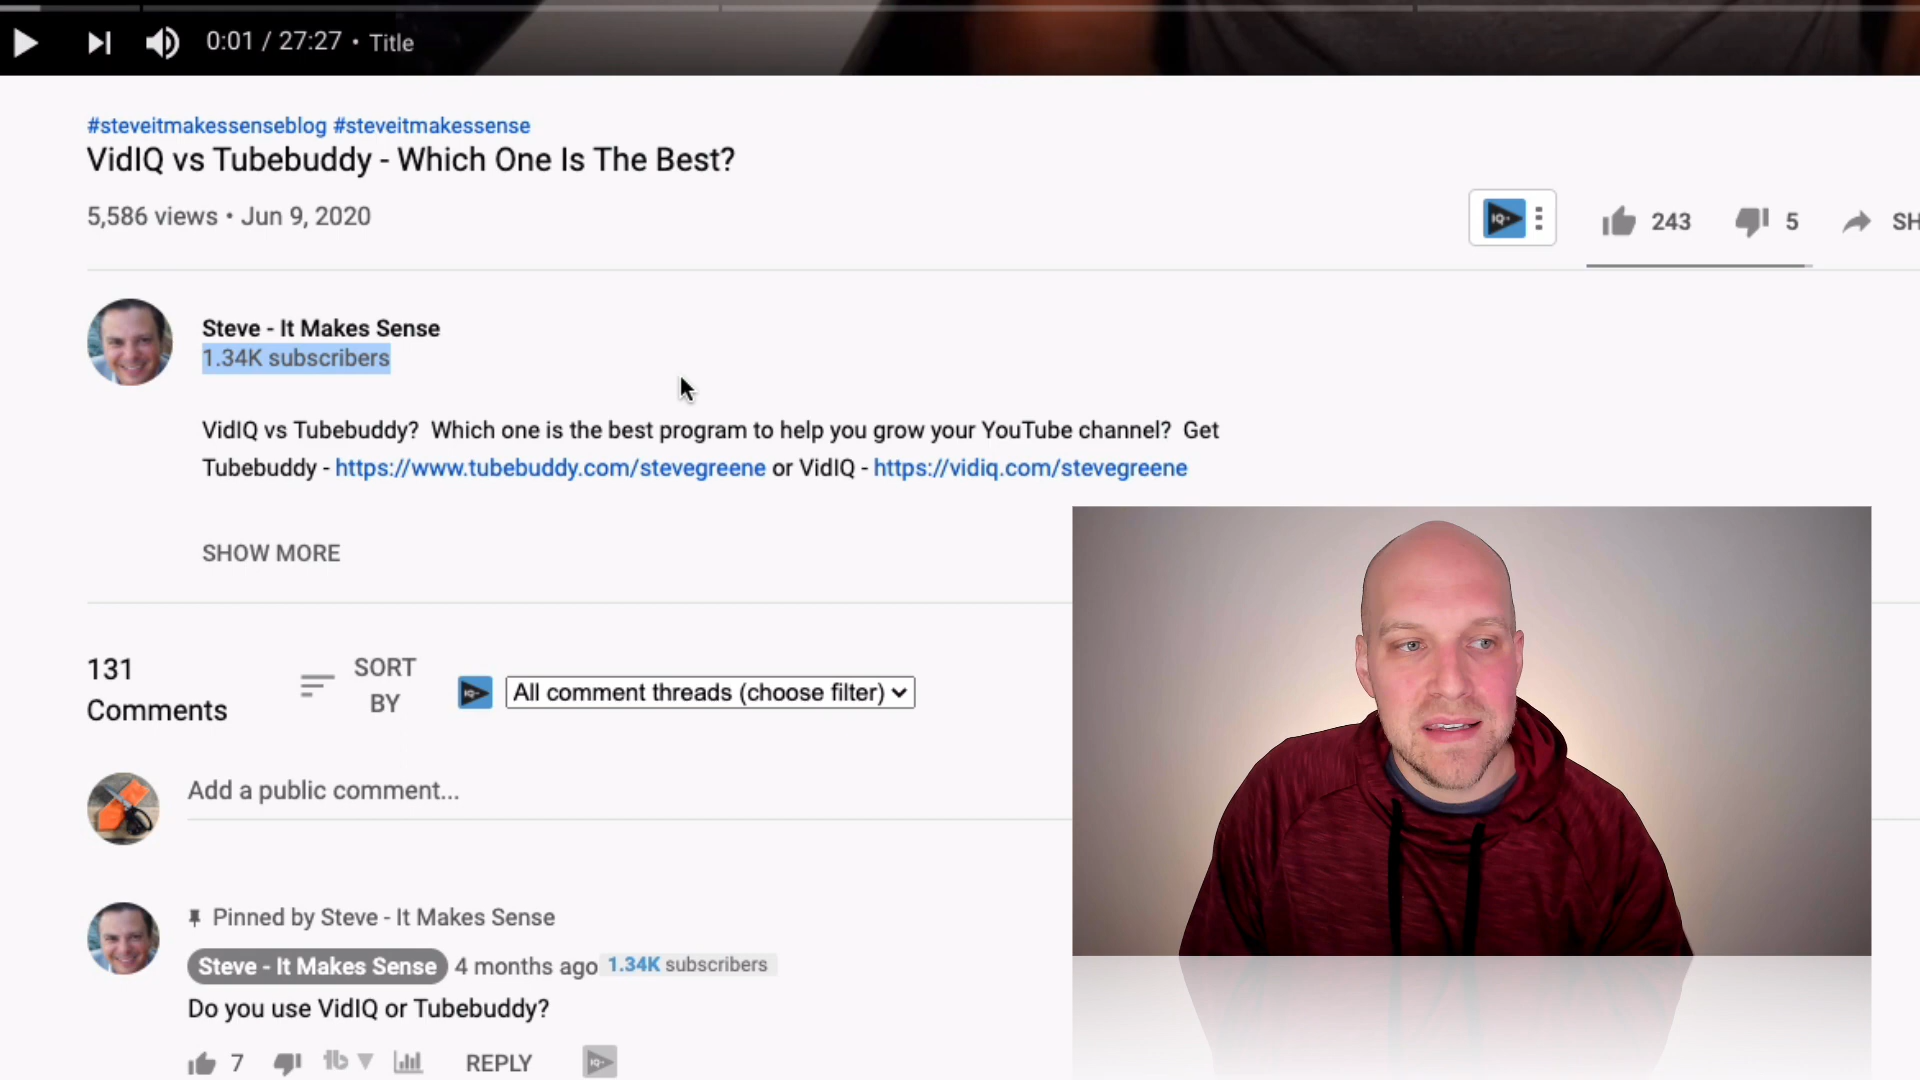 0:01 / 27:27 • Title
#steveitmakessenseblog #steveitmakessense
VidIQ vs Tubebuddy - Which One Is The Best?
5,586 views • Jun 9, 2020
IQ
243
5
SH
Steve - It Makes Sense
1.34K subscribers
VidIQ vs Tubebuddy?  Which one is the best program to help you grow your YouTube channel?  Get
Tubebuddy - https://www.tubebuddy.com/stevegreene or VidIQ - https://vidiq.com/stevegreene
SHOW MORE
131
Comments
SORT
BY
IQ
All comment threads (choose filter)
Add a public comment...
Pinned by Steve - It Makes Sense
Steve - It Makes Sense 4 months ago 1.34K subscribers
Do you use VidIQ or Tubebuddy?
7
tb
REPLY
IQ